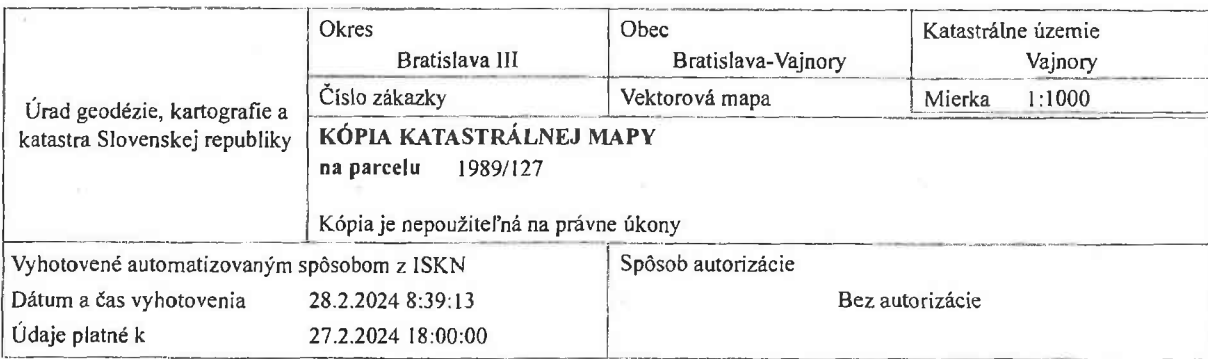 Úrad geodézie, kartografie a
katastra Slovenskej republiky
Okres
Bratislava III
Obec
Bratislava-Vajnory
Katastrálne územie
Vajnory
Číslo zákazky
Vektorová mapa
Mierka 1:1000
KÓPIA KATASTRÁLNEJ MAPY
na parcelu 1989/127
Kópia je nepoužiteľná na právne úkony
Vyhotovené automatizovaným spôsobom z ISKN
Dátum a čas vyhotovenia 28.2.2024 8:39:13
Údaje platné k 27.2.2024 18:00:00
Spôsob autorizácie
Bez autorizácie